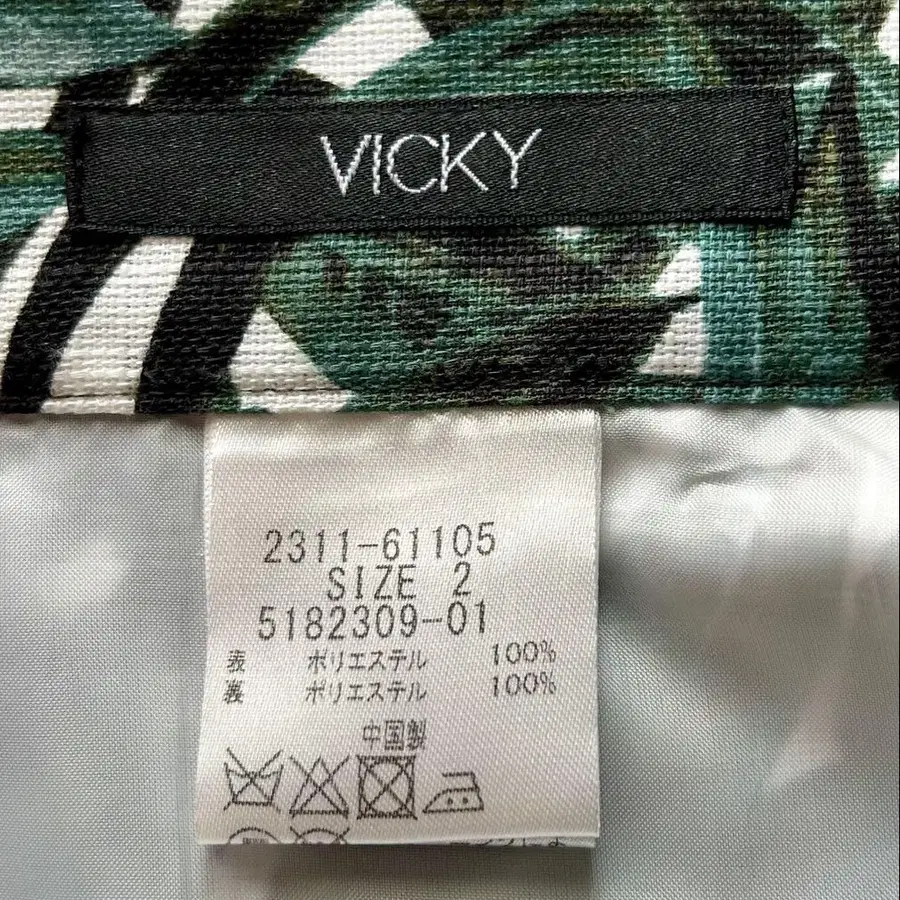 VICKY
2311-61105
SIZE 2
5182309-01
表 ポリエステル 100%
裏 ポリエステル 100%
中国製